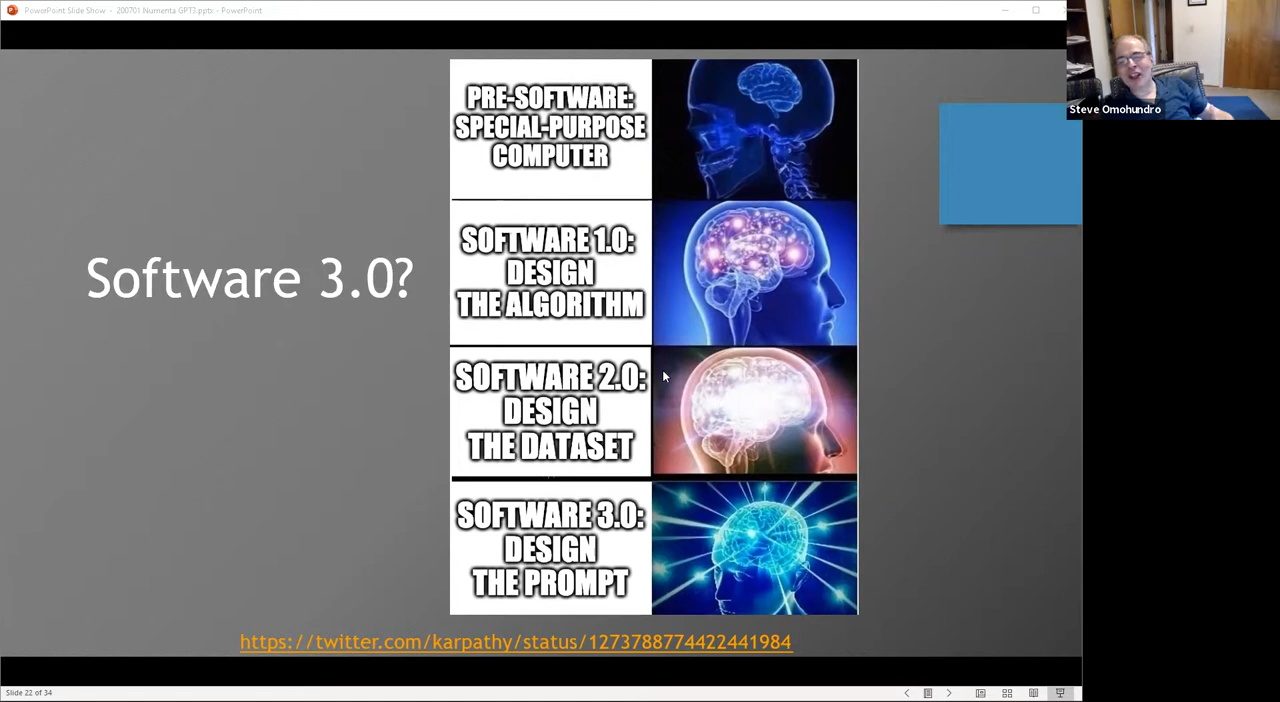 PowerPoint Slide Show - 200701 Numenta GPT3.pptx - PowerPoint
Steve Omohundro
Software 3.0?
PRE-SOFTWARE:
SPECIAL-PURPOSE
COMPUTER
SOFTWARE 1.0:
DESIGN
THE ALGORITHM
SOFTWARE 2.0:
DESIGN
THE DATASET
SOFTWARE 3.0:
DESIGN
THE PROMPT
https://twitter.com/karpathy/status/1273788774422441984
Slide 22 of 34